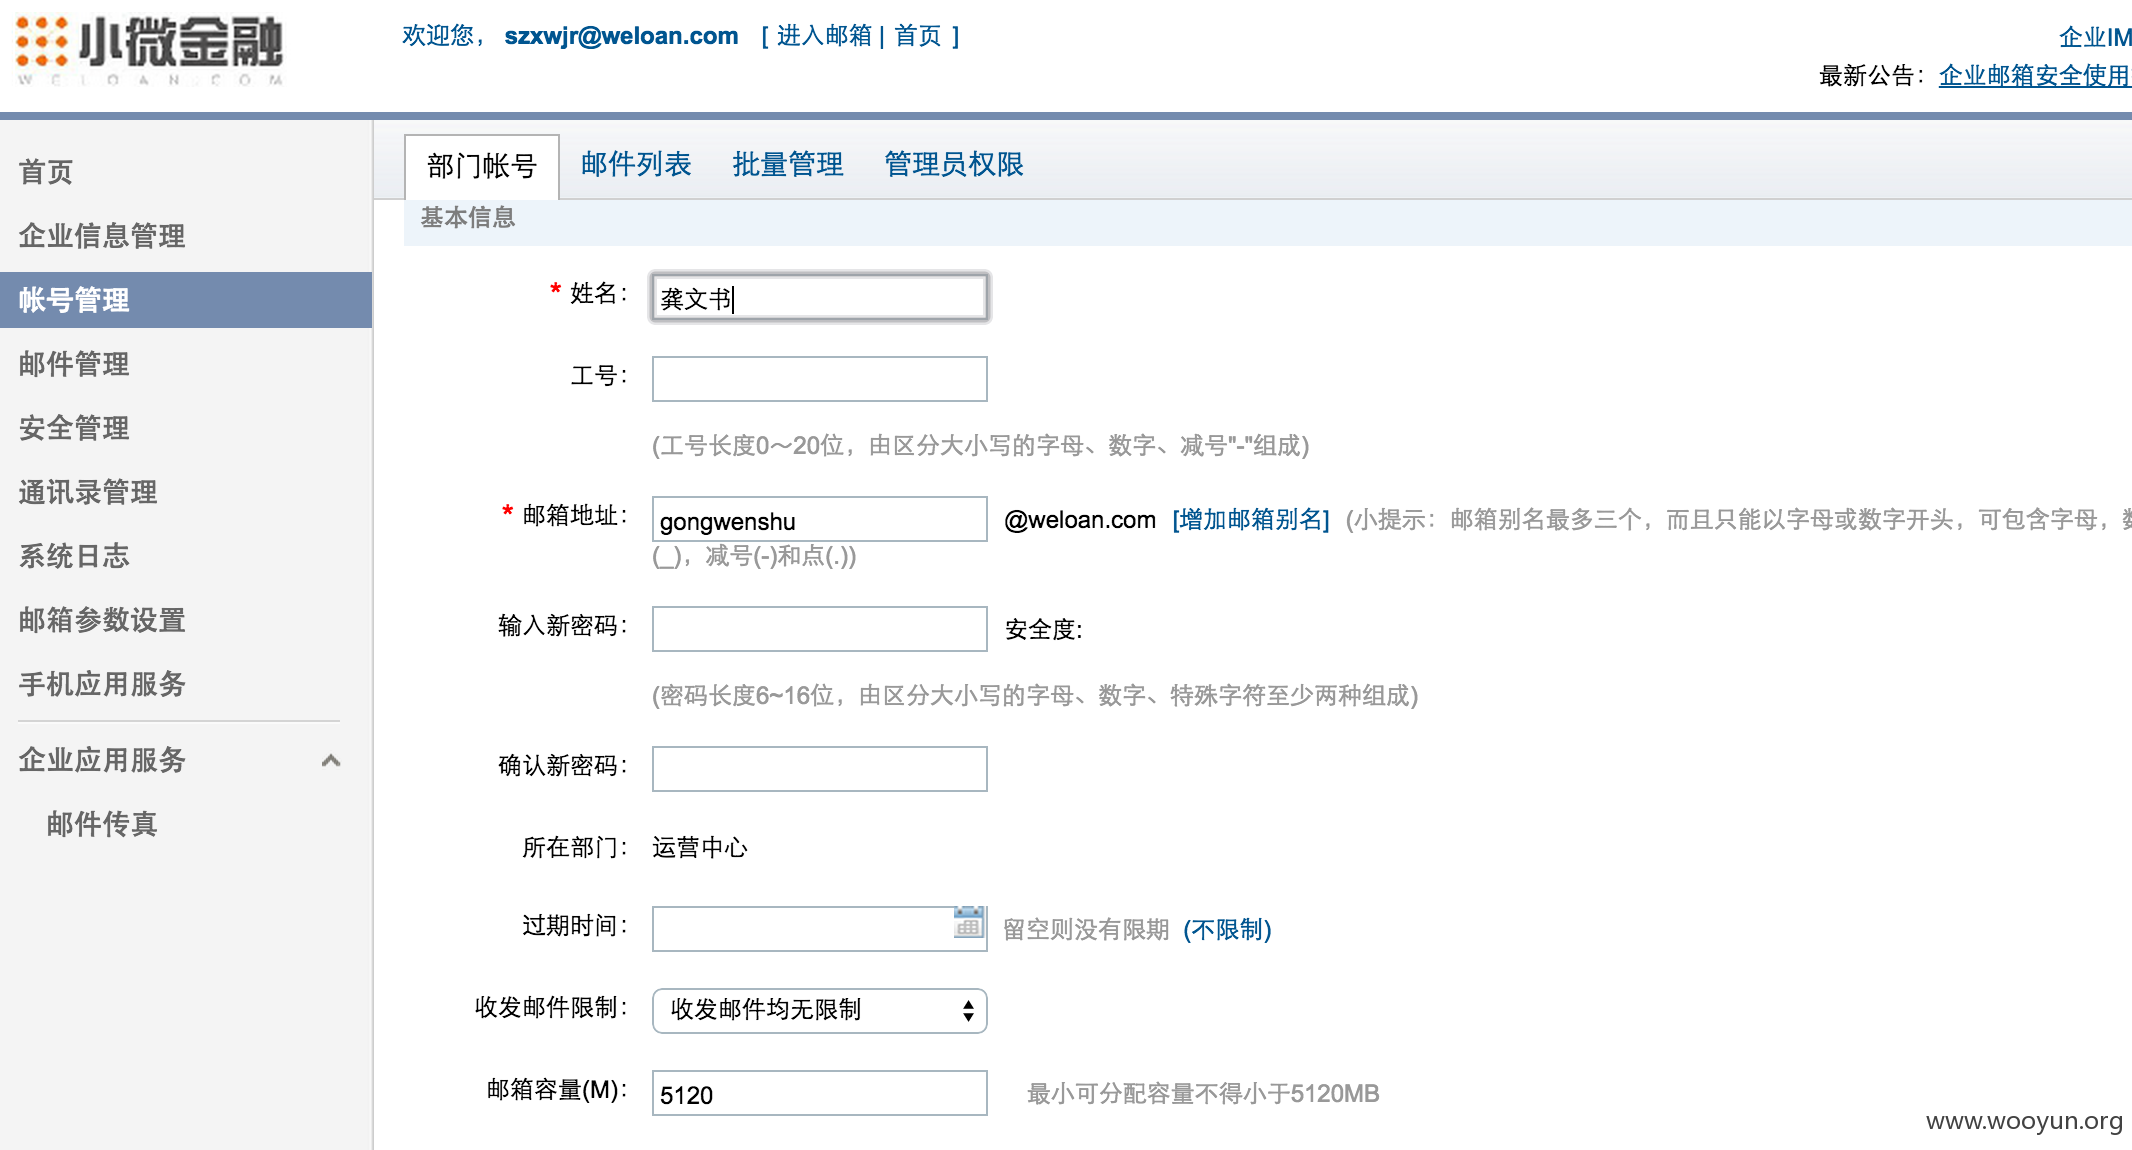 小微金融
WELOAN.COM
欢迎您， szxwjr@weloan.com [ 进入邮箱 | 首页 ]
企业IM
最新公告： 企业邮箱安全使用
首页
企业信息管理
帐号管理
邮件管理
安全管理
通讯录管理
系统日志
邮箱参数设置
手机应用服务
企业应用服务
邮件传真
部门帐号 邮件列表 批量管理 管理员权限
基本信息
* 姓名： 龚文书
工号：
(工号长度0～20位，由区分大小写的字母、数字、减号"-"组成)
* 邮箱地址： gongwenshu @weloan.com [增加邮箱别名] (小提示：邮箱别名最多三个，而且只能以字母或数字开头，可包含字母，
(_)，减号(-)和点(.))
输入新密码： 安全度:
(密码长度6~16位，由区分大小写的字母、数字、特殊字符至少两种组成)
确认新密码：
所在部门： 运营中心
过期时间： 留空则没有限期 (不限制)
收发邮件限制： 收发邮件均无限制
邮箱容量(M)： 5120 最小可分配容量不得小于5120MB
www.wooyun.org